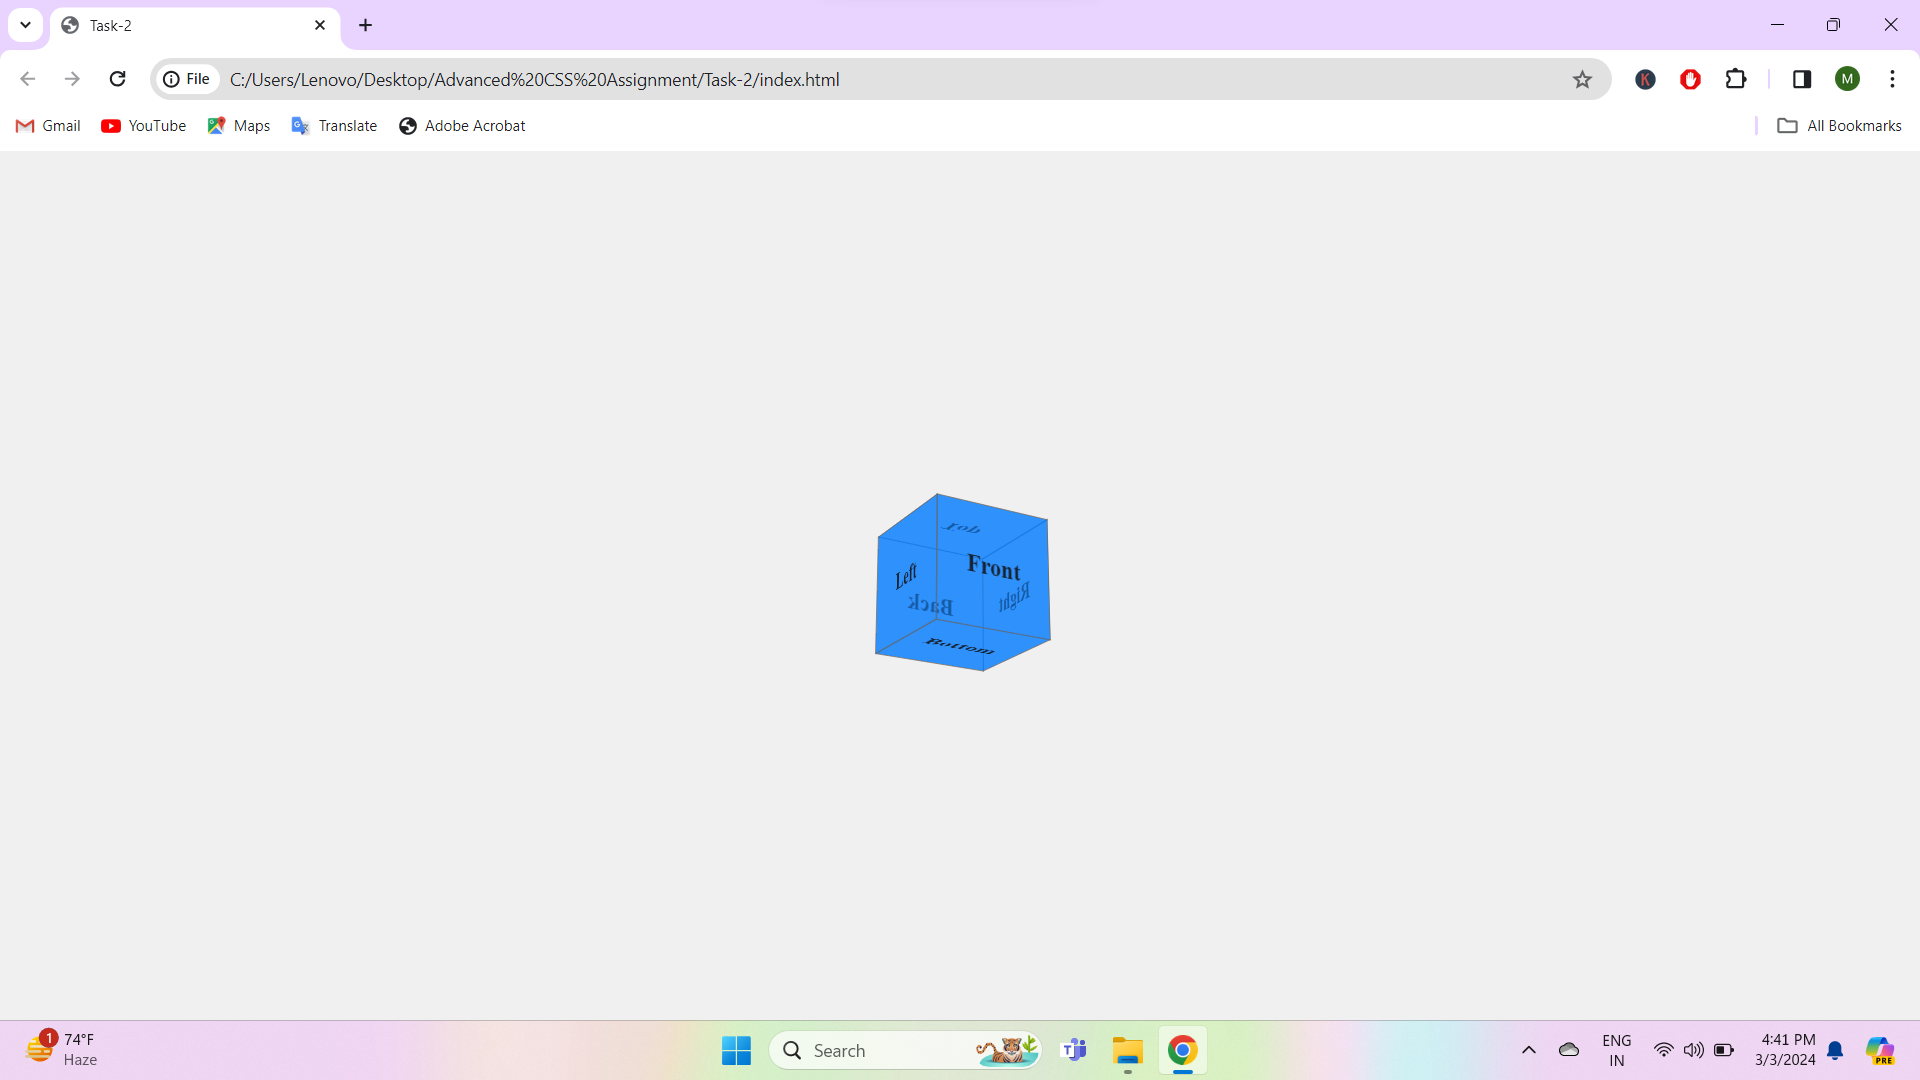 Task-2
File
C:/Users/Lenovo/Desktop/Advanced%20CSS%20Assignment/Task-2/index.html
K
M
Gmail
YouTube
Maps
Translate
Adobe Acrobat
All Bookmarks
Top
Front
Left
Right
Back
Bottom
1
74°F
Haze
Search
ENG
IN
4:41 PM
3/3/2024
PRE